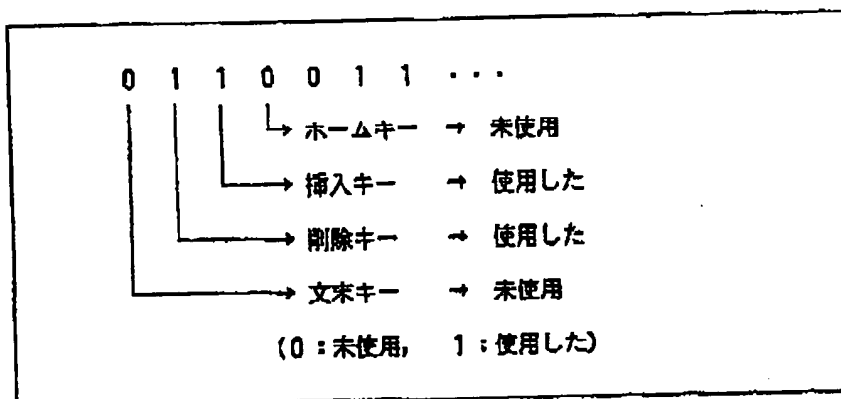 0 1 1 0 0 1 1 ・・・
ホームキー → 未使用
挿入キー → 使用した
削除キー → 使用した
文末キー → 未使用
(0:未使用, 1;使用した)